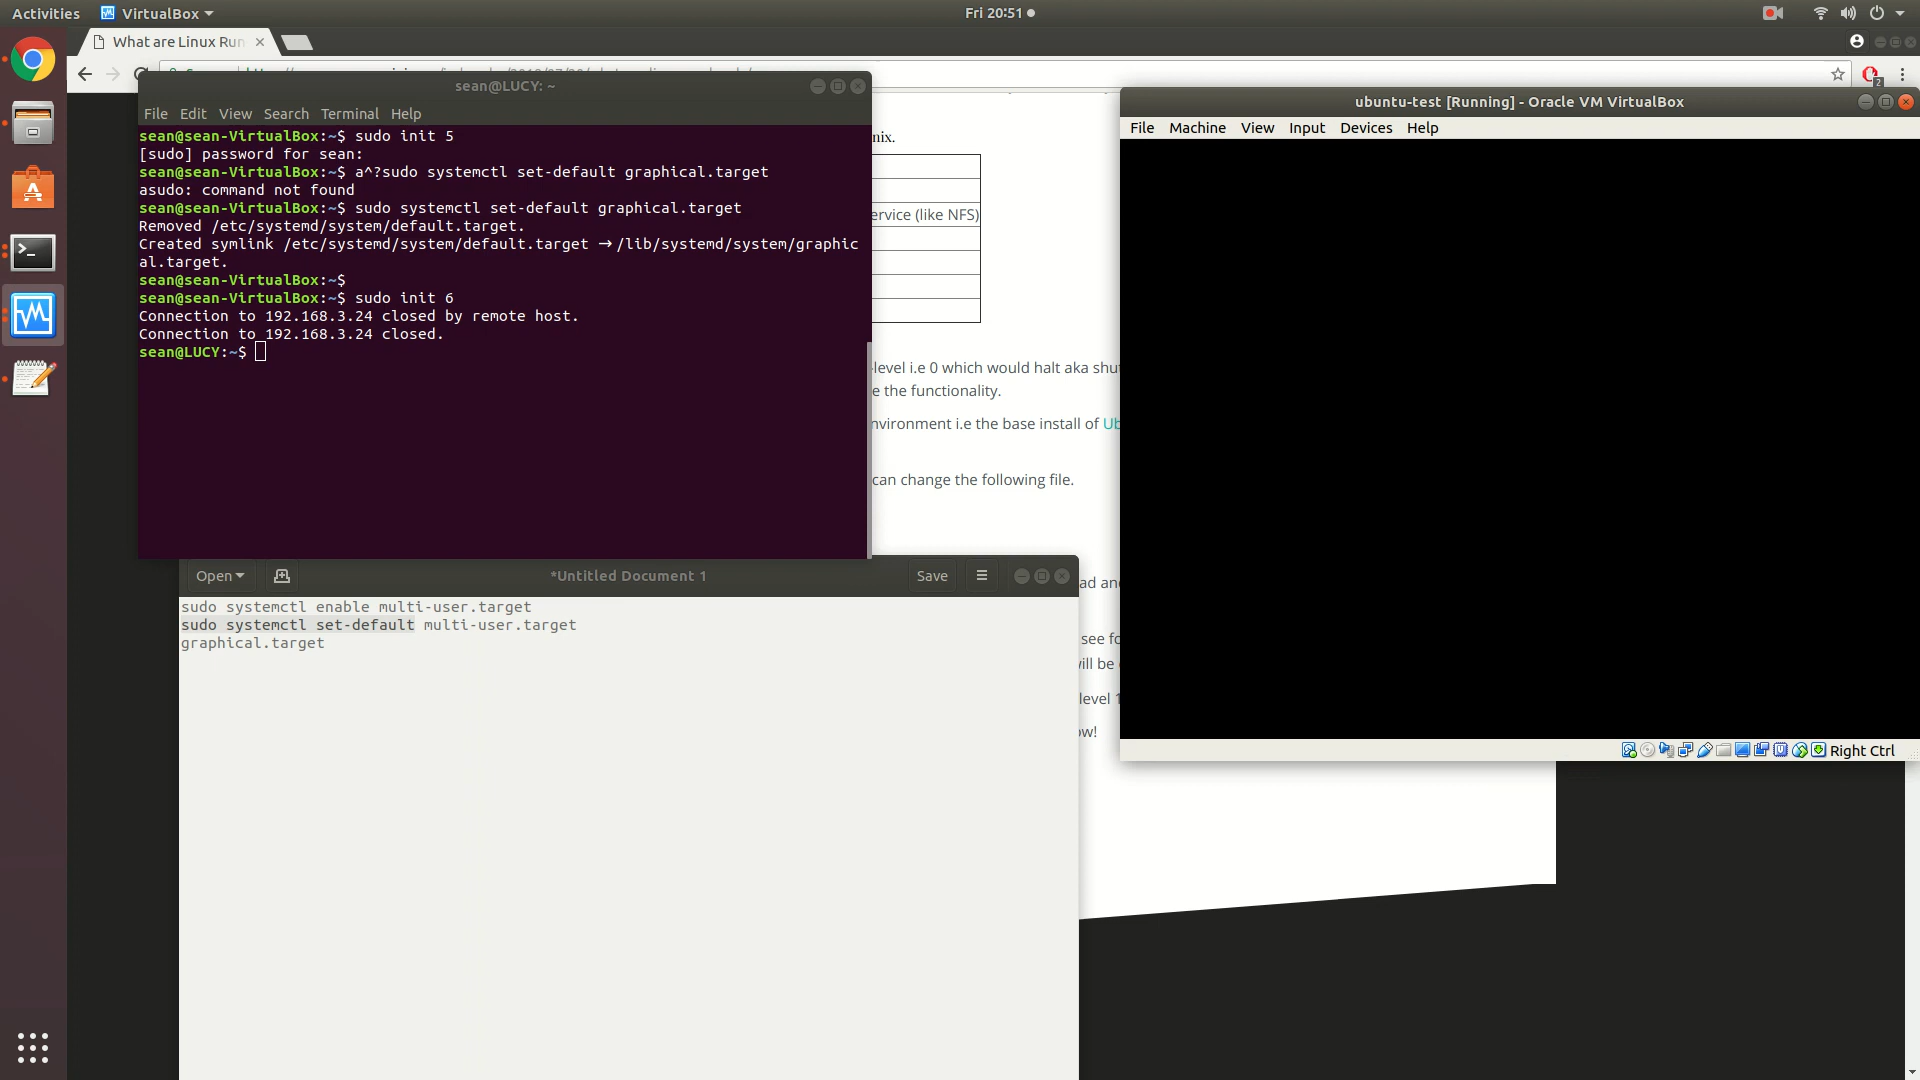 Activities
VirtualBox
Fri 20:51
What are Linux Run
sean@LUCY: ~
File Edit View Search Terminal Help
sean@sean-VirtualBox:~$ sudo init 5
[sudo] password for sean:
sean@sean-VirtualBox:~$ a^?sudo systemctl set-default graphical.target
asudo: command not found
sean@sean-VirtualBox:~$ sudo systemctl set-default graphical.target
Removed /etc/systemd/system/default.target.
Created symlink /etc/systemd/system/default.target → /lib/systemd/system/graphic
al.target.
sean@sean-VirtualBox:~$
sean@sean-VirtualBox:~$ sudo init 6
Connection to 192.168.3.24 closed by remote host.
Connection to 192.168.3.24 closed.
sean@LUCY:~$
nix.
ervice (like NFS)
-level i.e 0 which would halt aka shu
e the functionality.
nvironment i.e the base install of Ub
can change the following file.
ad and
see fo
vill be
level 1
ow!
Open
*Untitled Document 1
Save
sudo systemctl enable multi-user.target
sudo systemctl set-default multi-user.target
graphical.target
2
ubuntu-test [Running] - Oracle VM VirtualBox
File Machine View Input Devices Help
Right Ctrl